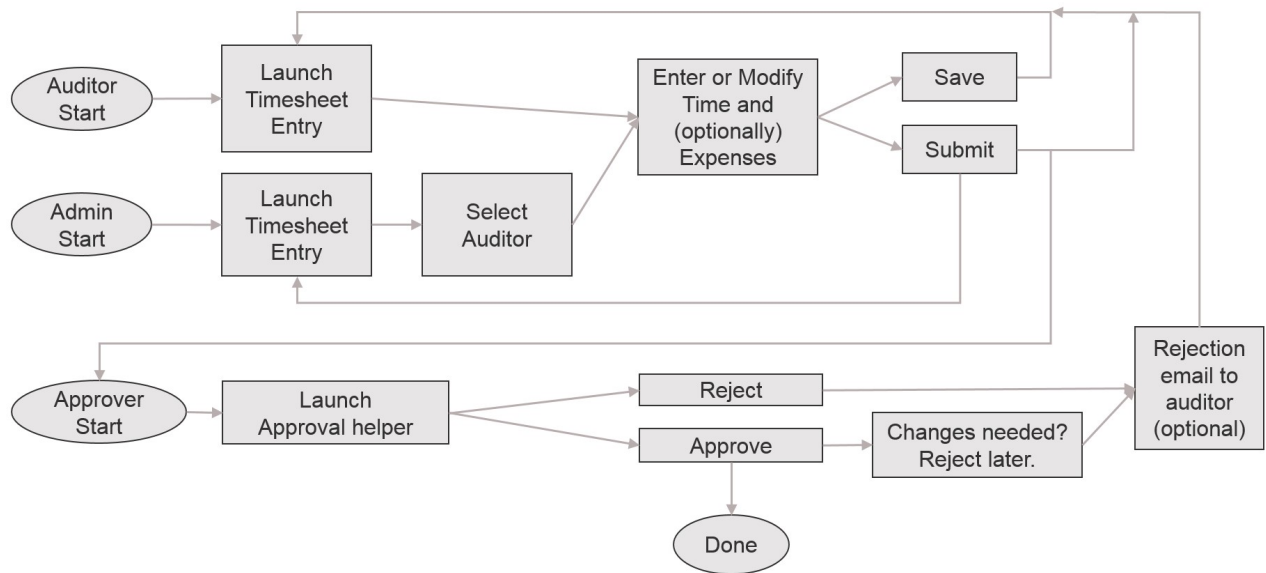 Auditor
Start
Launch
Timesheet
Entry
Enter or Modify
Time and
(optionally)
Expenses
Save
Submit
Admin
Start
Launch
Timesheet
Entry
Select
Auditor
Approver
Start
Launch
Approval helper
Reject
Approve
Changes needed?
Reject later.
Rejection
email to
auditor
(optional)
Done